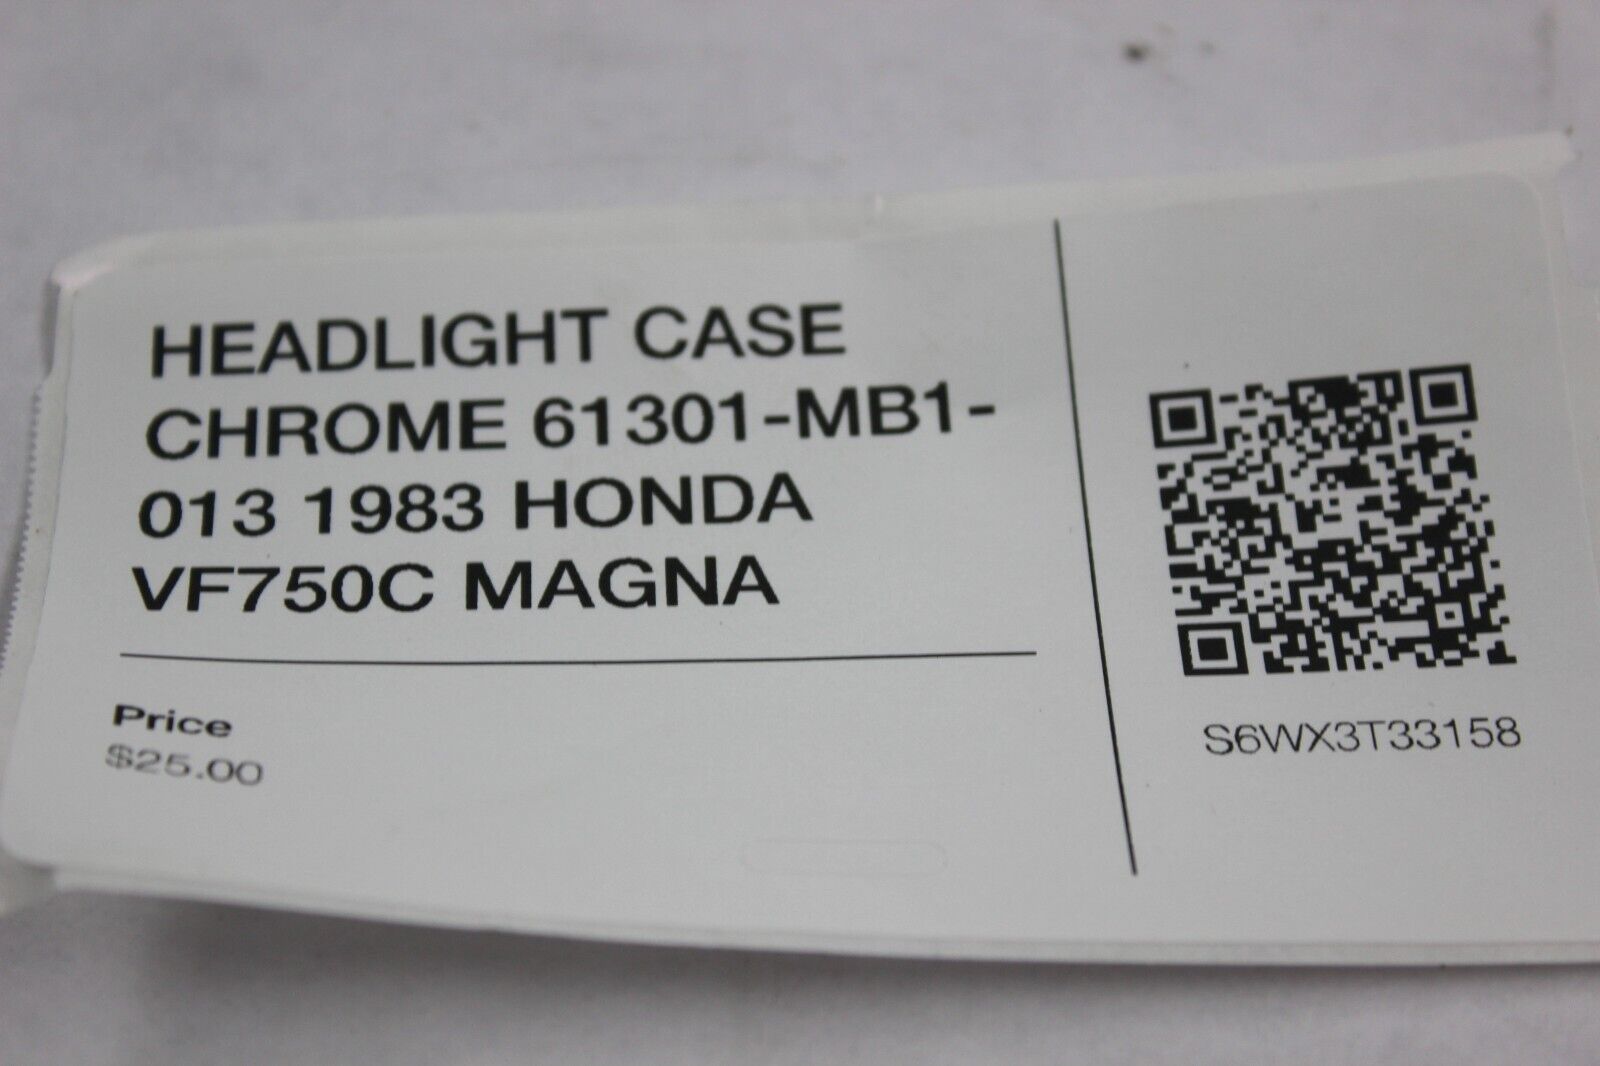 HEADLIGHT CASE
CHROME 61301-MB1-
013 1983 HONDA
VF750C MAGNA
Price
$25.00
S6WX3T33158